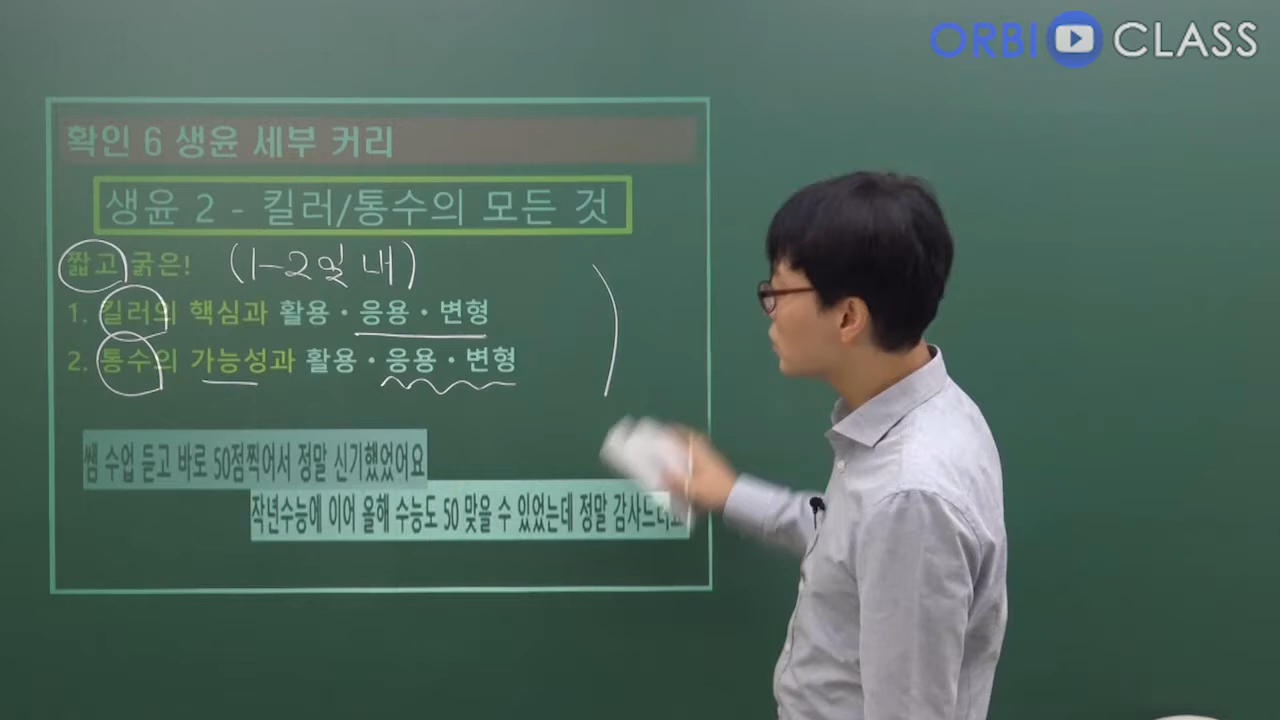 ORBI CLASS
확인 6 생윤 세부 커리
생윤 2 - 킬러/통수의 모든 것
짧고 굵은! (1-2일 내)
1. 킬러의 핵심과 활용·응용·변형
2. 통수의 가능성과 활용·응용·변형
쌤 수업 듣고 바로 50점찍어서 정말 신기했었어요
작년수능에 이어 올해 수능도 50 맞을 수 있었는데 정말